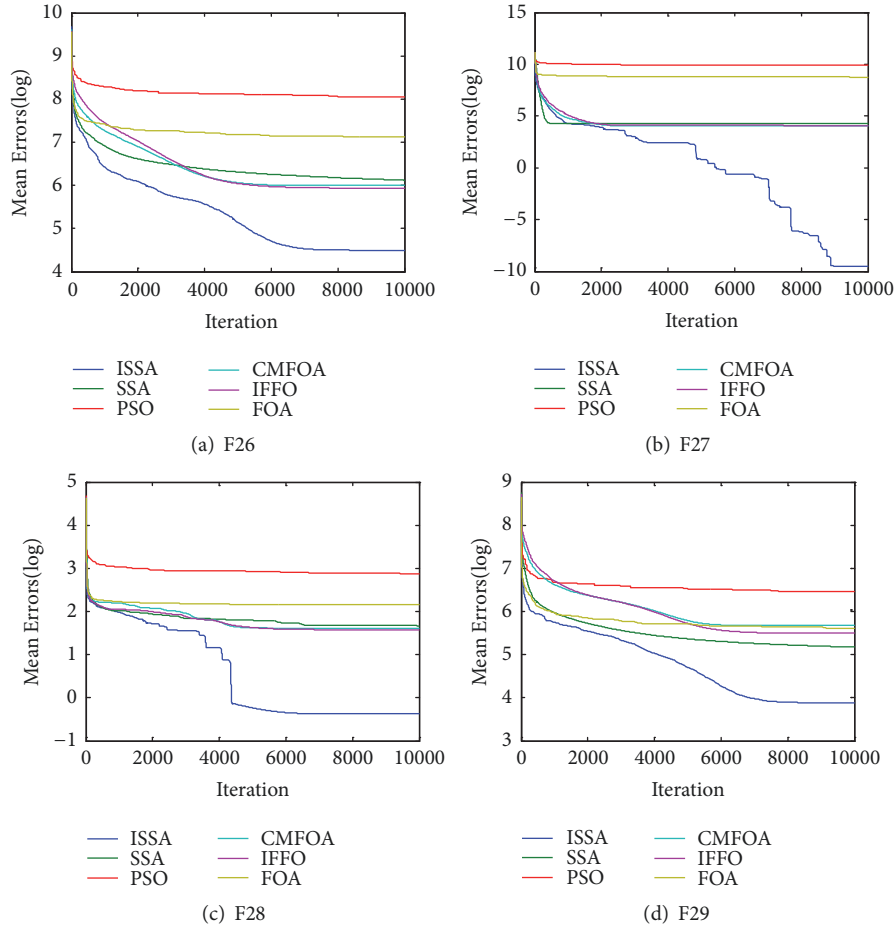 10
9
8
7
6
5
4
Mean Errors(log)
0 2000 4000 6000 8000 10000
Iteration
ISSA
SSA
PSO
CMFOA
IFFO
FOA
(a) F26
15
10
5
0
−5
−10
Mean Errors(log)
0 2000 4000 6000 8000 10000
Iteration
ISSA
SSA
PSO
CMFOA
IFFO
FOA
(b) F27
5
4
3
2
1
0
−1
Mean Errors(log)
0 2000 4000 6000 8000 10000
Iteration
ISSA
SSA
PSO
CMFOA
IFFO
FOA
(c) F28
9
8
7
6
5
4
3
Mean Errors(log)
0 2000 4000 6000 8000 10000
Iteration
ISSA
SSA
PSO
CMFOA
IFFO
FOA
(d) F29